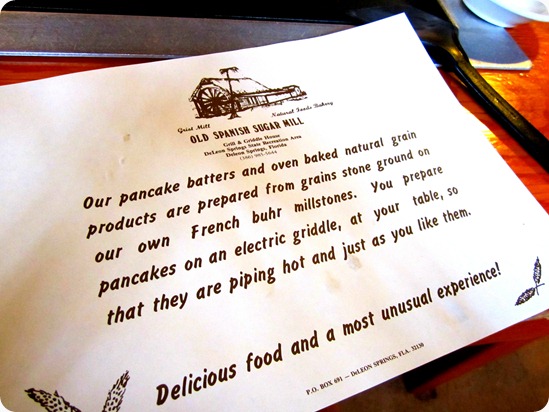 Grist Mill
Natural Foods Bakery
OLD SPANISH SUGAR MILL
Grill & Griddle House
DeLeon Springs State Recreation Area
DeLeon Springs, Florida
(386) 985-5644
Our pancake batters and oven baked natural grain
products are prepared from grains stone ground on
our own French buhr millstones. You prepare
pancakes on an electric griddle, at your table, so
that they are piping hot and just as you like them.
Delicious food and a most unusual experience!
P.O. BOX 691 — DeLEON SPRINGS, FLA. 32130